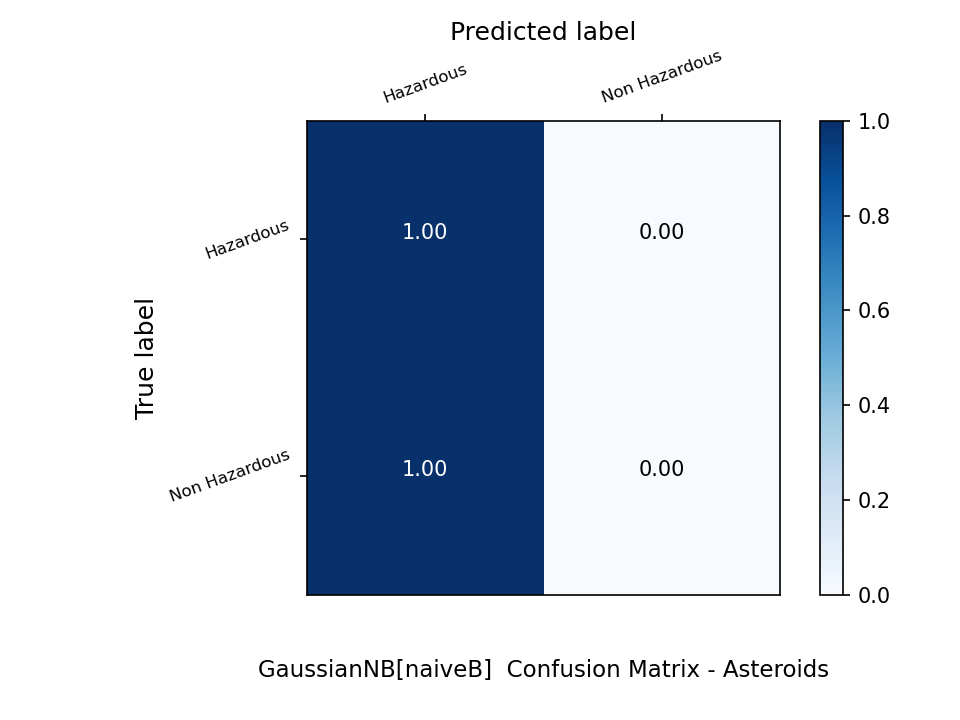 Predicted label
Hazardous
Non Hazardous
1.0
0.8
0.6
0.4
0.2
0.0
True label
Hazardous
1.00
0.00
Non Hazardous
1.00
0.00
GaussianNB[naiveB]  Confusion Matrix - Asteroids